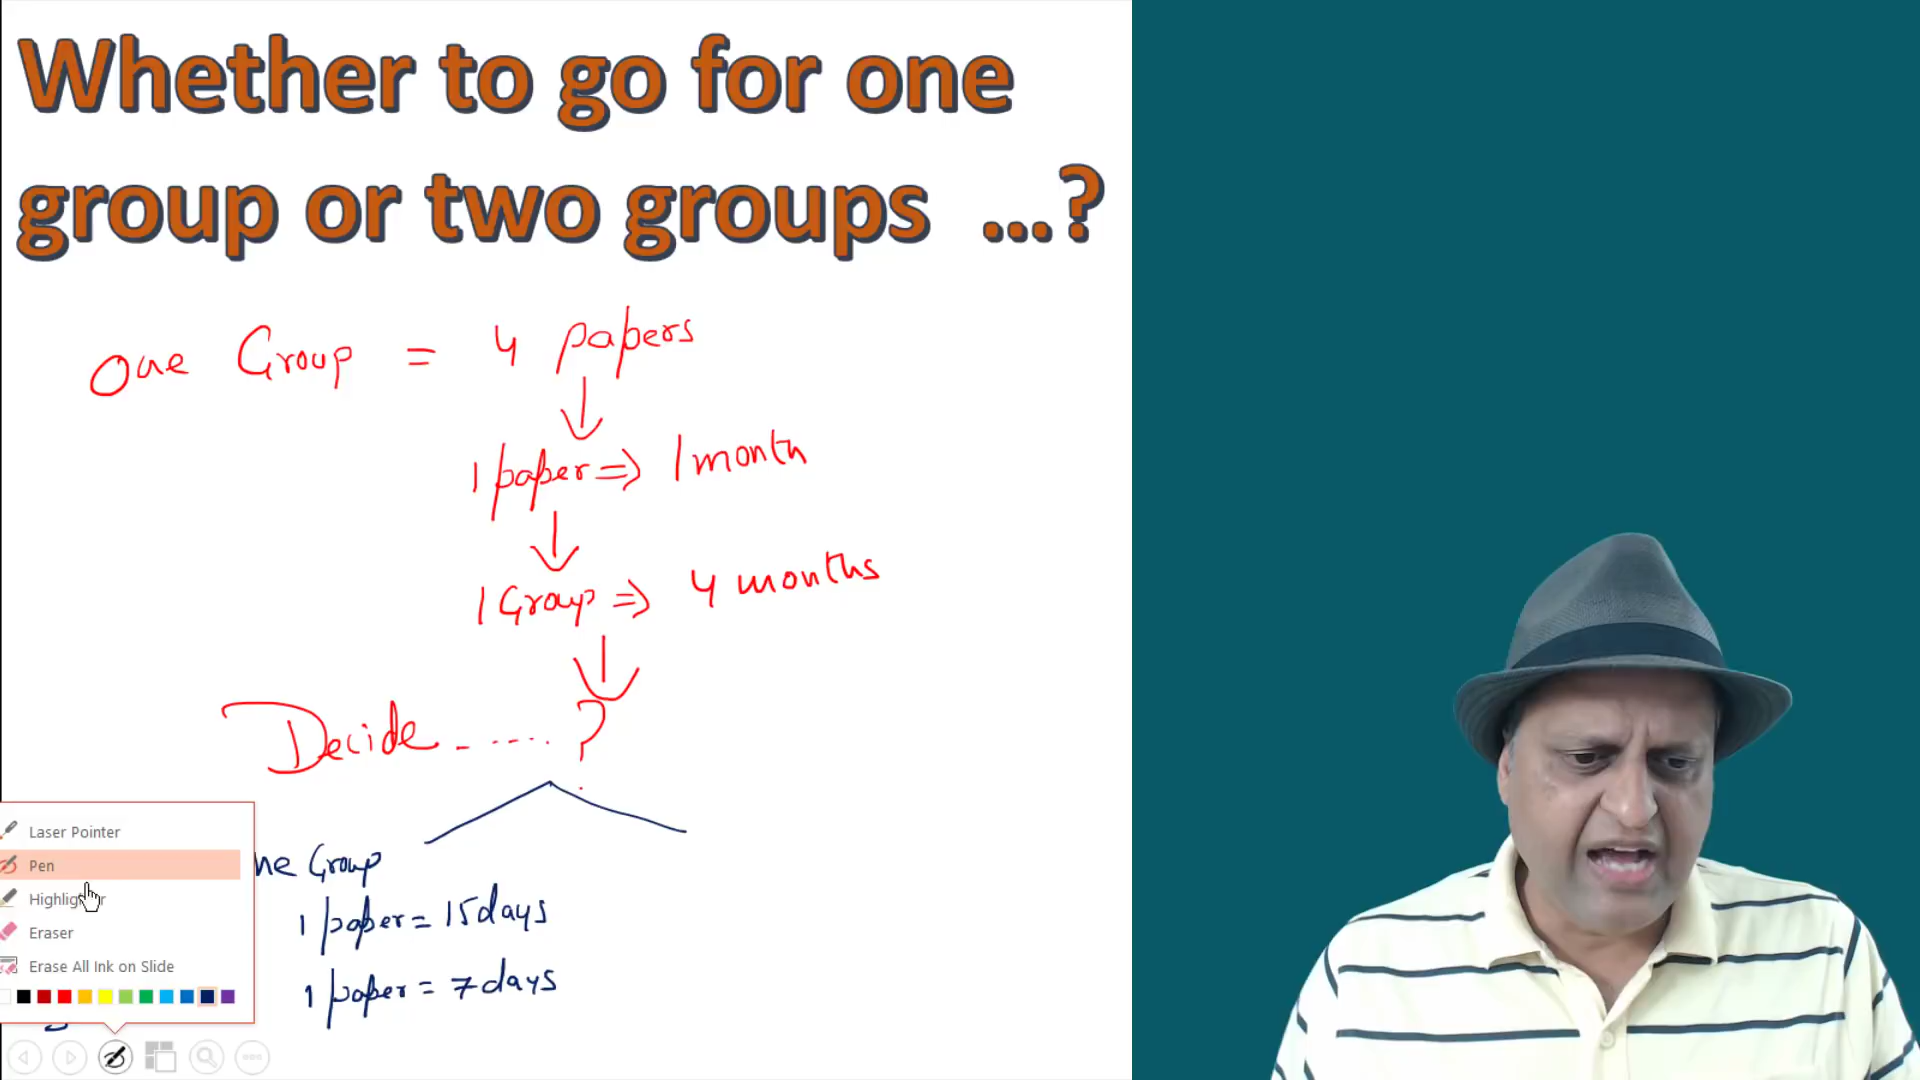 Whether to go for one
group or two groups ...?
One Group = 4 papers
1 paper => 1 month
1 Group => 4 months
Decide ------ ?
Laser Pointer
Pen
ne Group
Highlighter
1 paper = 15 days
Eraser
Erase All Ink on Slide
1 paper = 7 days